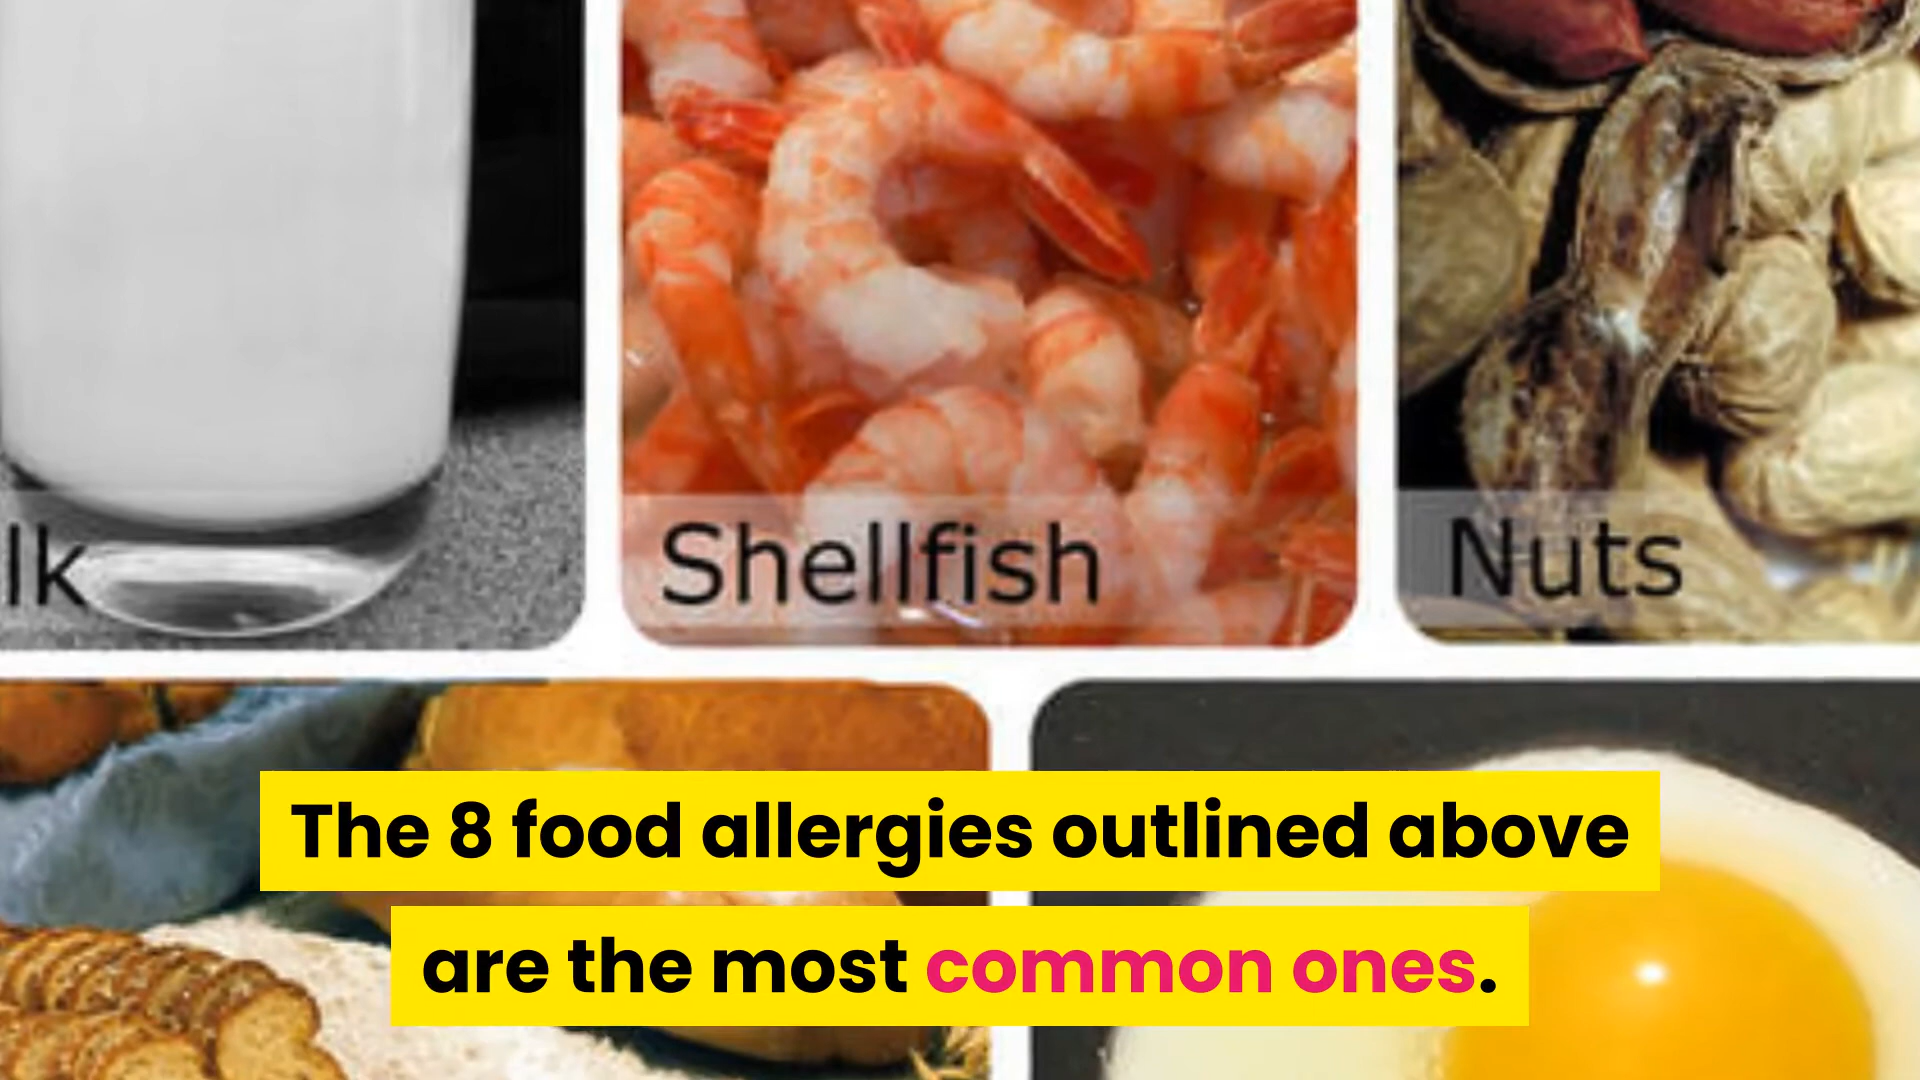 lk
Shellfish
Nuts
The 8 food allergies outlined above
are the most common ones.